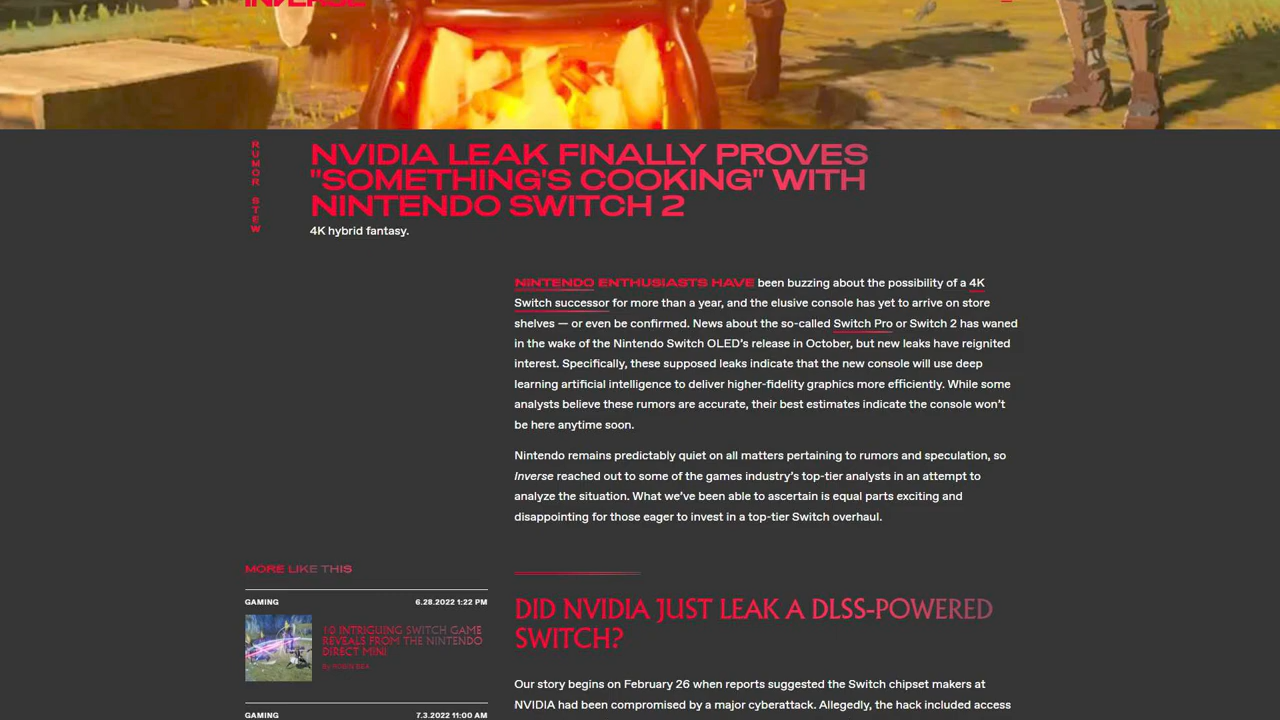 INVERSE
RUMOR STEW
NVIDIA LEAK FINALLY PROVES
"SOMETHING'S COOKING" WITH
NINTENDO SWITCH 2
4K hybrid fantasy.
NINTENDO ENTHUSIASTS HAVE been buzzing about the possibility of a 4K
Switch successor for more than a year, and the elusive console has yet to arrive on store
shelves — or even be confirmed. News about the so-called Switch Pro or Switch 2 has waned
in the wake of the Nintendo Switch OLED’s release in October, but new leaks have reignited
interest. Specifically, these supposed leaks indicate that the new console will use deep
learning artificial intelligence to deliver higher-fidelity graphics more efficiently. While some
analysts believe these rumors are accurate, their best estimates indicate the console won’t
be here anytime soon.
Nintendo remains predictably quiet on all matters pertaining to rumors and speculation, so
Inverse reached out to some of the games industry’s top-tier analysts in an attempt to
analyze the situation. What we’ve been able to ascertain is equal parts exciting and
disappointing for those eager to invest in a top-tier Switch overhaul.
MORE LIKE THIS
GAMING 6.28.2022 1:22 PM
10 INTRIGUING SWITCH GAME
REVEALS FROM THE NINTENDO
DIRECT MINI
GAMING 7.3.2022 11:00 AM
DID NVIDIA JUST LEAK A DLSS-POWERED
SWITCH?
Our story begins on February 26 when reports suggested the Switch chipset makers at
NVIDIA had been compromised by a major cyberattack. Allegedly, the hack included access